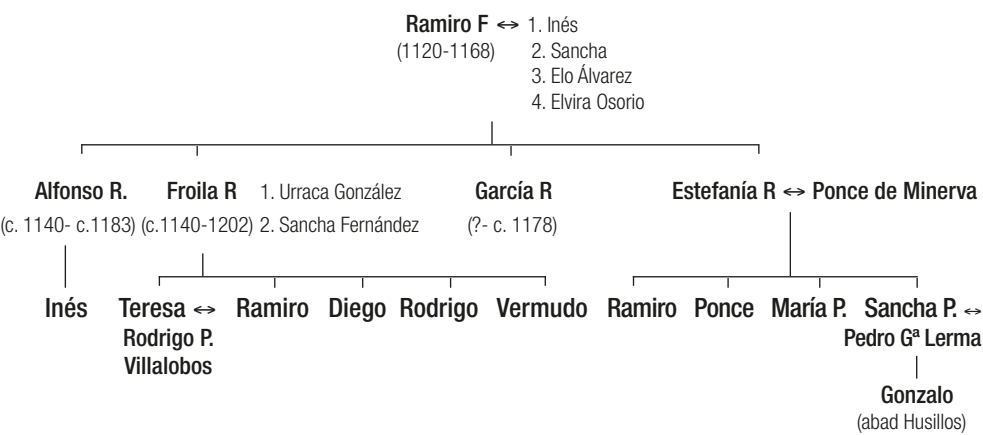 Ramiro F ⇔ 1. Inés
(1120-1168) 2. Sancha
3. Elo Álvarez
4. Elvira Osorio
Alfonso R. Froila R 1. Urraca González García R Estefanía R ⇔ Ponce de Minerva
(c. 1140- c.1183) (c.1140-1202) 2. Sancha Fernández (?- c. 1178)
Inés Teresa ⇔ Ramiro Diego Rodrigo Vermudo Ramiro Ponce María P. Sancha P. ⇔
Rodrigo P. Pedro Gª Lerma
Villalobos
Gonzalo
(abad Husillos)